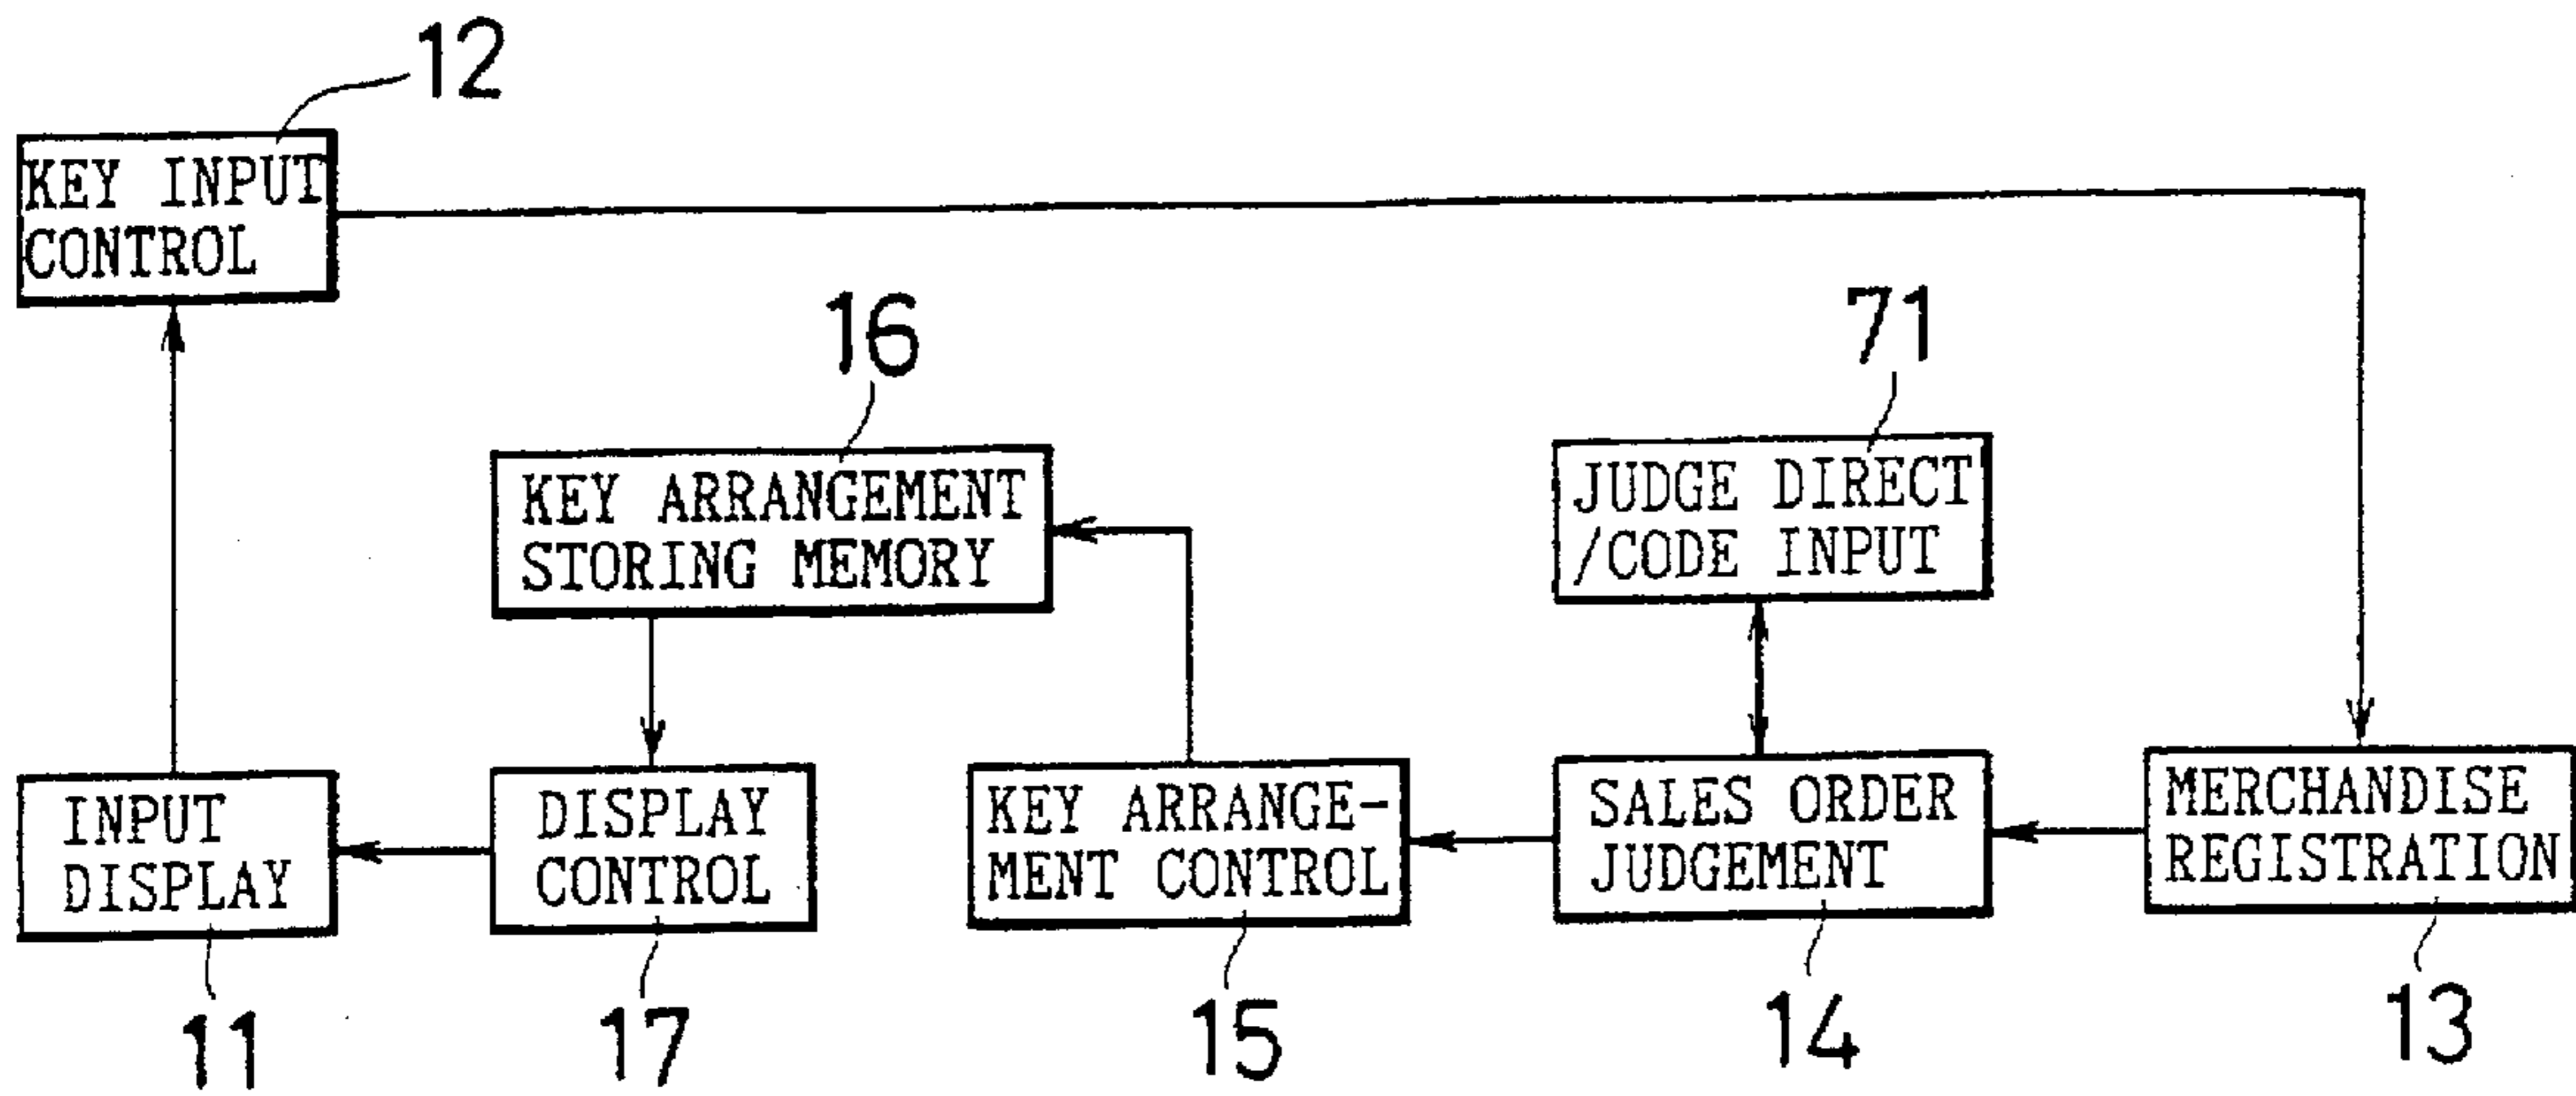 12
KEY INPUT
CONTROL
16
71
KEY ARRANGEMENT
STORING MEMORY
JUDGE DIRECT
/CODE INPUT
INPUT
DISPLAY
DISPLAY
CONTROL
KEY ARRANGE-
MENT CONTROL
SALES ORDER
JUDGEMENT
MERCHANDISE
REGISTRATION
11
17
15
14
13